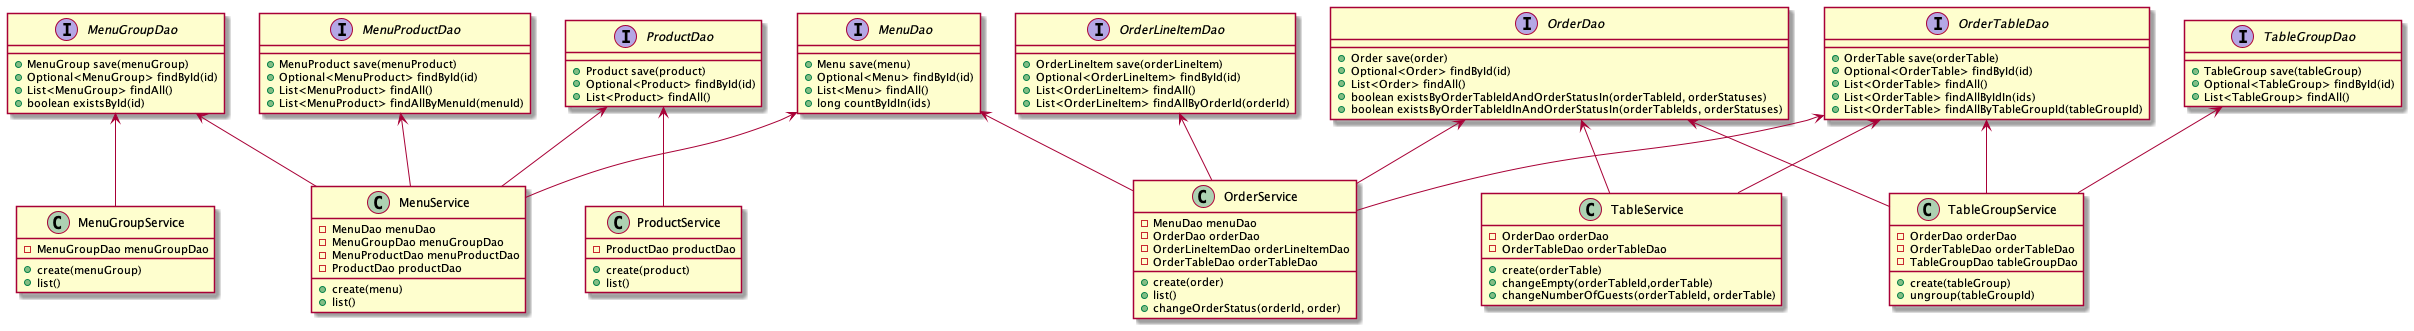 I MenuGroupDao
MenuGroup save(menuGroup)
Optional<MenuGroup> findById(id)
List<MenuGroup> findAll()
boolean existsById(id)
I MenuProductDao
MenuProduct save(menuProduct)
Optional<MenuProduct> findById(id)
List<MenuProduct> findAll()
List<MenuProduct> findAllByMenuId(menuId)
I ProductDao
Product save(product)
Optional<Product> findById(id)
List<Product> findAll()
I MenuDao
Menu save(menu)
Optional<Menu> findById(id)
List<Menu> findAll()
long countByIdIn(ids)
I OrderLineItemDao
OrderLineItem save(orderLineItem)
Optional<OrderLineItem> findById(id)
List<OrderLineItem> findAll()
List<OrderLineItem> findAllByOrderId(orderId)
I OrderDao
Order save(order)
Optional<Order> findById(id)
List<Order> findAll()
boolean existsByOrderTableIdAndOrderStatusIn(orderTableId, orderStatuses)
boolean existsByOrderTableIdInAndOrderStatusIn(orderTableIds, orderStatuses)
I OrderTableDao
OrderTable save(orderTable)
Optional<OrderTable> findById(id)
List<OrderTable> findAll()
List<OrderTable> findAllByIdIn(ids)
List<OrderTable> findAllByTableGroupId(tableGroupId)
I TableGroupDao
TableGroup save(tableGroup)
Optional<TableGroup> findById(id)
List<TableGroup> findAll()
C MenuGroupService
MenuGroupDao menuGroupDao
create(menuGroup)
list()
C MenuService
MenuDao menuDao
MenuGroupDao menuGroupDao
MenuProductDao menuProductDao
ProductDao productDao
create(menu)
list()
C ProductService
ProductDao productDao
create(product)
list()
C OrderService
MenuDao menuDao
OrderDao orderDao
OrderLineItemDao orderLineItemDao
OrderTableDao orderTableDao
create(order)
list()
changeOrderStatus(orderId, order)
C TableService
OrderDao orderDao
OrderTableDao orderTableDao
create(orderTable)
changeEmpty(orderTableId,orderTable)
changeNumberOfGuests(orderTableId, orderTable)
C TableGroupService
OrderDao orderDao
OrderTableDao orderTableDao
TableGroupDao tableGroupDao
create(tableGroup)
ungroup(tableGroupId)